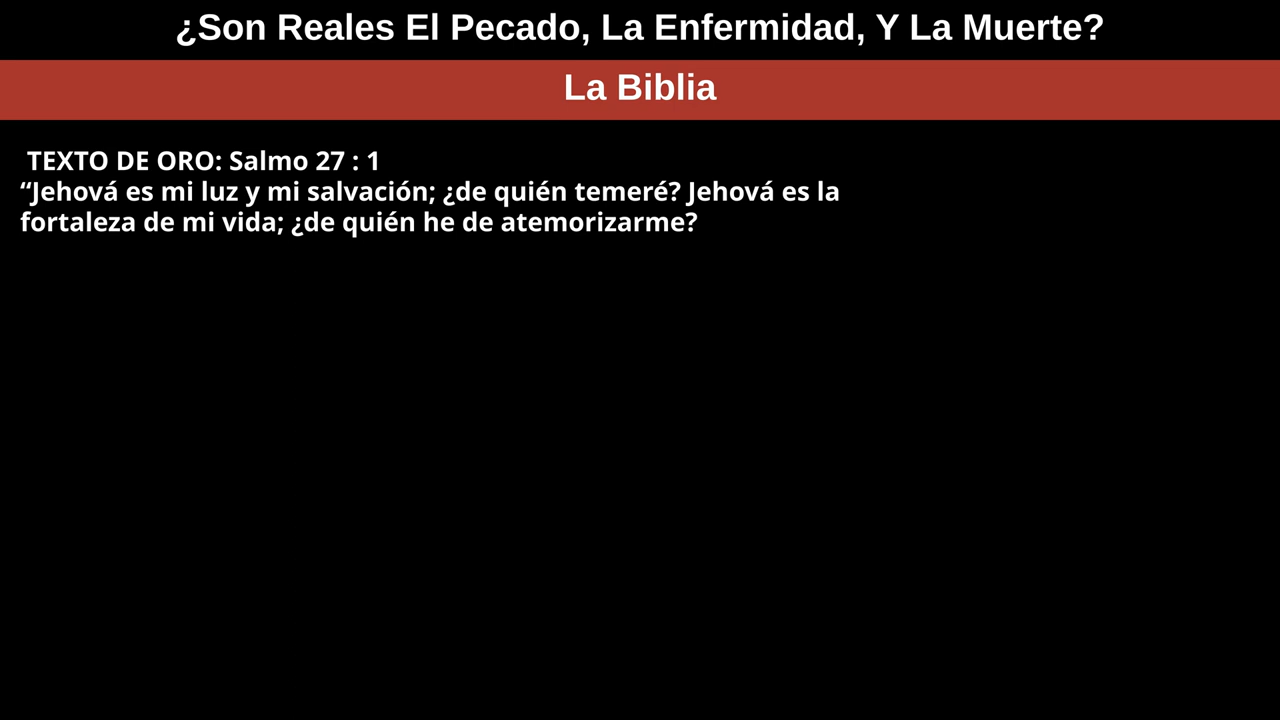 ¿Son Reales El Pecado, La Enfermidad, Y La Muerte?
La Biblia
TEXTO DE ORO: Salmo 27 : 1
“Jehová es mi luz y mi salvación; ¿de quién temeré? Jehová es la
fortaleza de mi vida; ¿de quién he de atemorizarme?